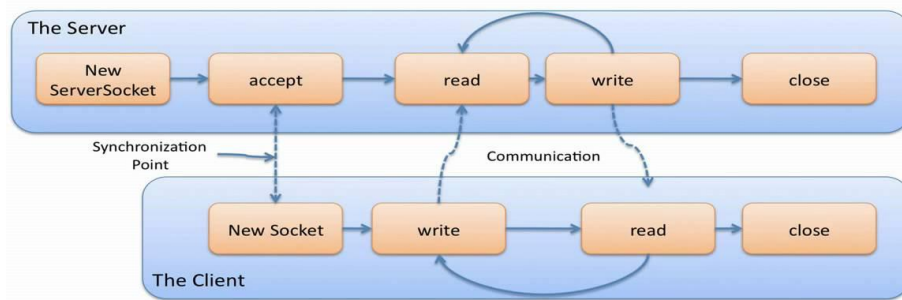 The Server
New
ServerSocket
accept
read
write
close
Synchronization
Point
Communication
New Socket
write
read
close
The Client